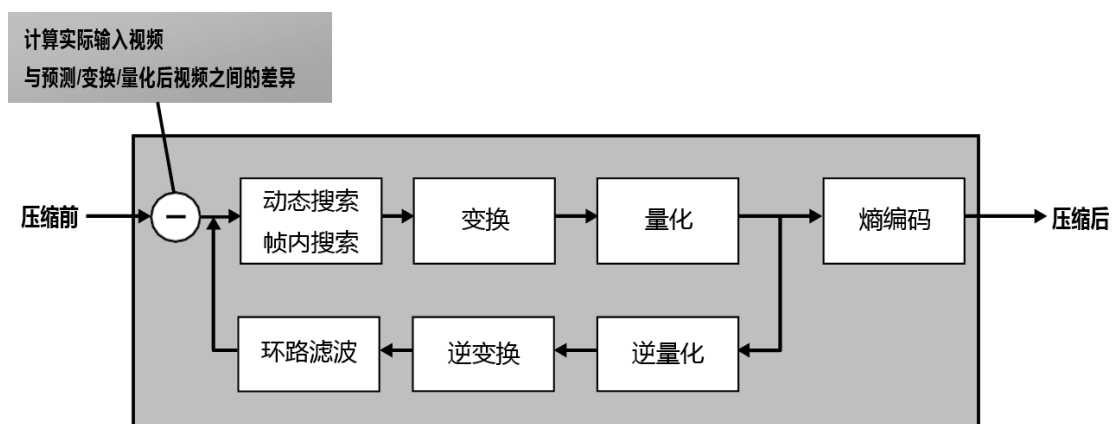 计算实际输入视频
与预测/变换/量化后视频之间的差异
压缩前
−
动态搜索
帧内搜索
变换
量化
熵编码
压缩后
环路滤波
逆变换
逆量化